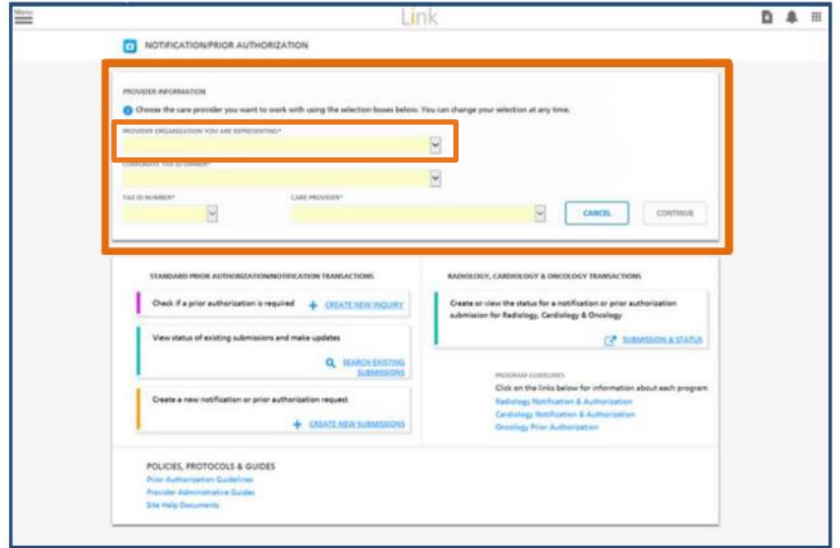 Menu
Link
NOTIFICATION/PRIOR AUTHORIZATION
PROVIDER INFORMATION
Choose the care provider you want to work with using the selection boxes below. You can change your selection at any time.
PROVIDER ORGANIZATION YOU ARE REPRESENTING*
CORPORATE TAX ID OWNER*
TAX ID NUMBER*
CARE PROVIDER*
CANCEL
CONTINUE
STANDARD PRIOR AUTHORIZATION/NOTIFICATION TRANSACTIONS
Check if a prior authorization is required
CREATE NEW INQUIRY
View status of existing submissions and make updates
SEARCH EXISTING
SUBMISSIONS
Create a new notification or prior authorization request
CREATE NEW SUBMISSIONS
RADIOLOGY, CARDIOLOGY & ONCOLOGY TRANSACTIONS
Create or view the status for a notification or prior authorization
submission for Radiology, Cardiology & Oncology
SUBMISSION & STATUS
PROGRAM GUIDELINES
Click on the links below for information about each program
Radiology Notification & Authorization
Cardiology Notification & Authorization
Oncology Prior Authorization
POLICIES, PROTOCOLS & GUIDES
Prior Authorization Guidelines
Provider Administrative Guides
Site Help Documents